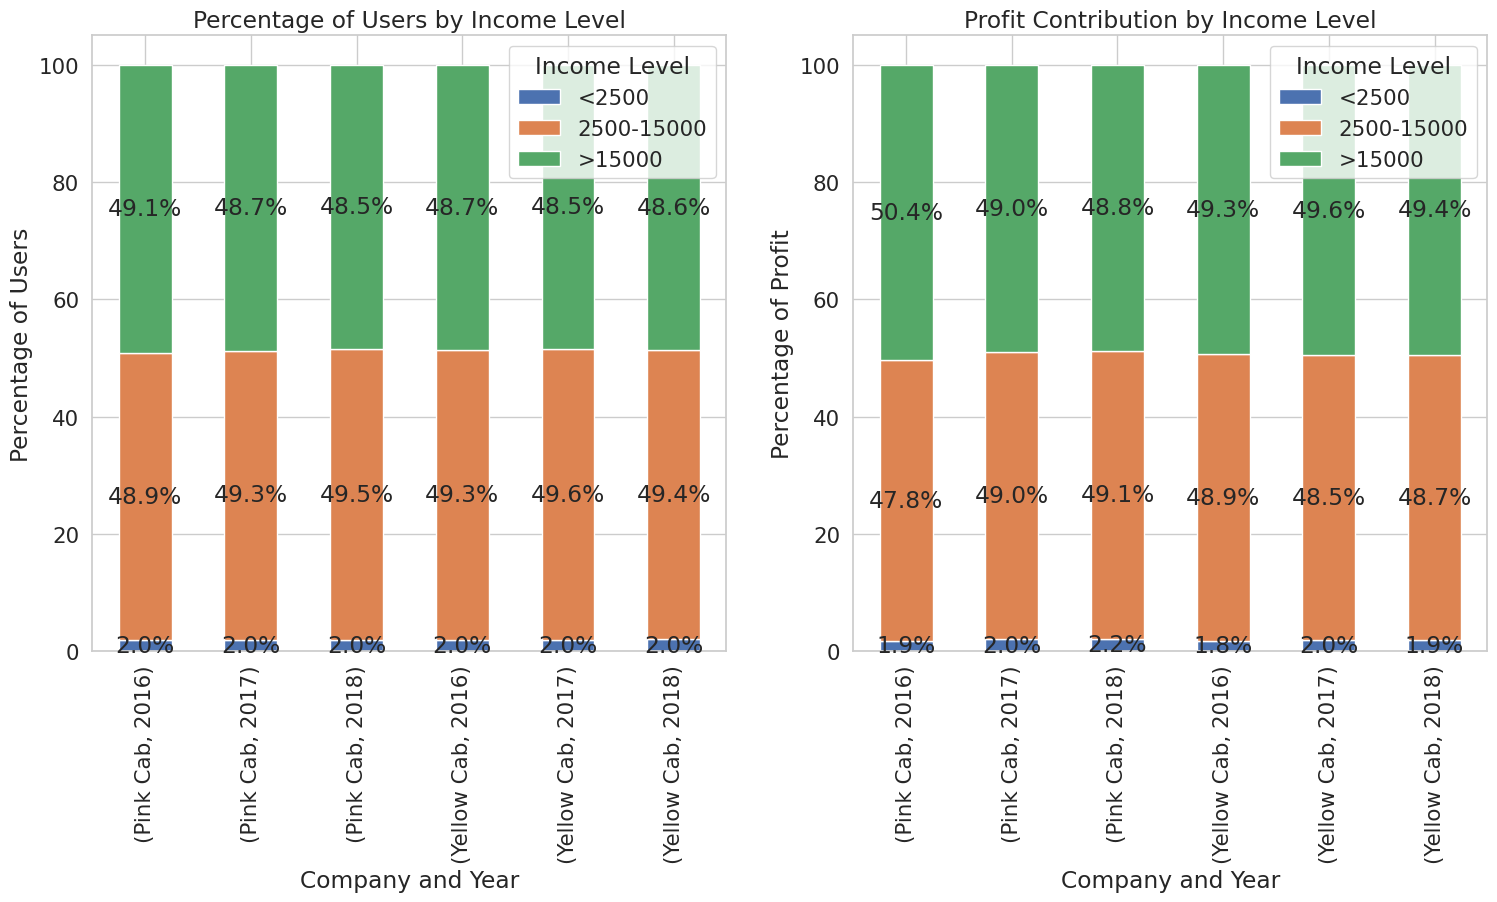 Percentage of Users by Income Level
Percentage of Users
100
80
60
40
20
0
Income Level
<2500
2500-15000
>15000
49.1% 48.7% 48.5% 48.7% 48.5% 48.6%
48.9% 49.3% 49.5% 49.3% 49.6% 49.4%
2.0% 2.0% 2.0% 2.0% 2.0% 2.0%
(Pink Cab, 2016)
(Pink Cab, 2017)
(Pink Cab, 2018)
(Yellow Cab, 2016)
(Yellow Cab, 2017)
(Yellow Cab, 2018)
Company and Year
Profit Contribution by Income Level
Percentage of Profit
100
80
60
40
20
0
Income Level
<2500
2500-15000
>15000
50.4% 49.0% 48.8% 49.3% 49.6% 49.4%
47.8% 49.0% 49.1% 48.9% 48.5% 48.7%
1.9% 2.0% 2.2% 1.8% 2.0% 1.9%
(Pink Cab, 2016)
(Pink Cab, 2017)
(Pink Cab, 2018)
(Yellow Cab, 2016)
(Yellow Cab, 2017)
(Yellow Cab, 2018)
Company and Year